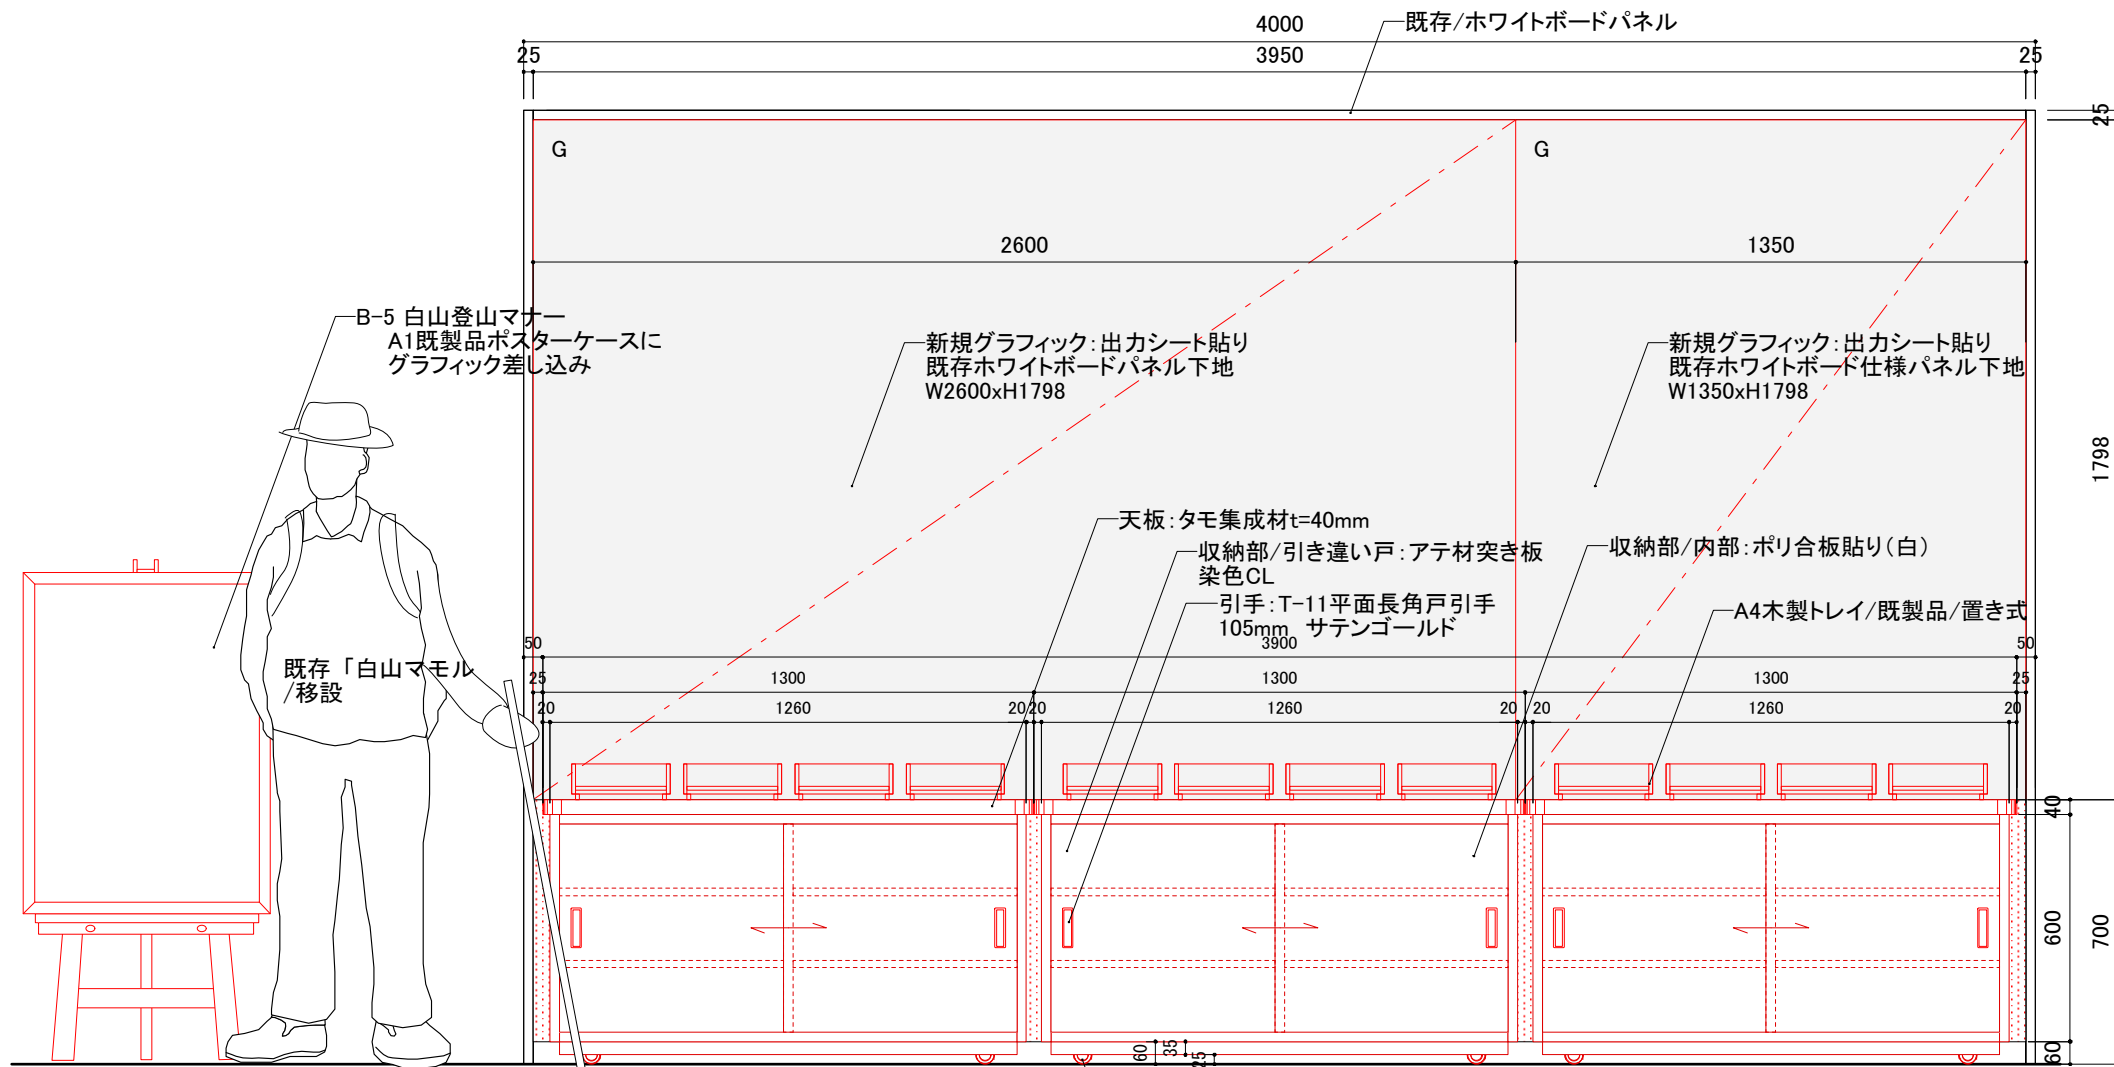 4000
既存/ホワイトボードパネル
25
3950
25
25
G
G
2600
1350
B-5 白山登山マナー
A1既製品ポスターケースに
グラフィック差し込み
新規グラフィック：出力シート貼り
既存ホワイトボードパネル下地
W2600xH1798
新規グラフィック：出力シート貼り
既存ホワイトボード仕様パネル下地
W1350xH1798
1798
天板：タモ集成材t=40mm
収納部/引き違い戸：アテ材突き板
染色CL
収納部/内部：ポリ合板貼り（白）
引手：T-11平面長角戸引手
105mm サテンゴールド
A4木製トレイ/既製品/置き式
既存「白山マモル
/移設
50
3900
50
25
1300
1300
1300
25
20
1260
20
20
1260
20
20
1260
20
40
600
700
60
35
25
60